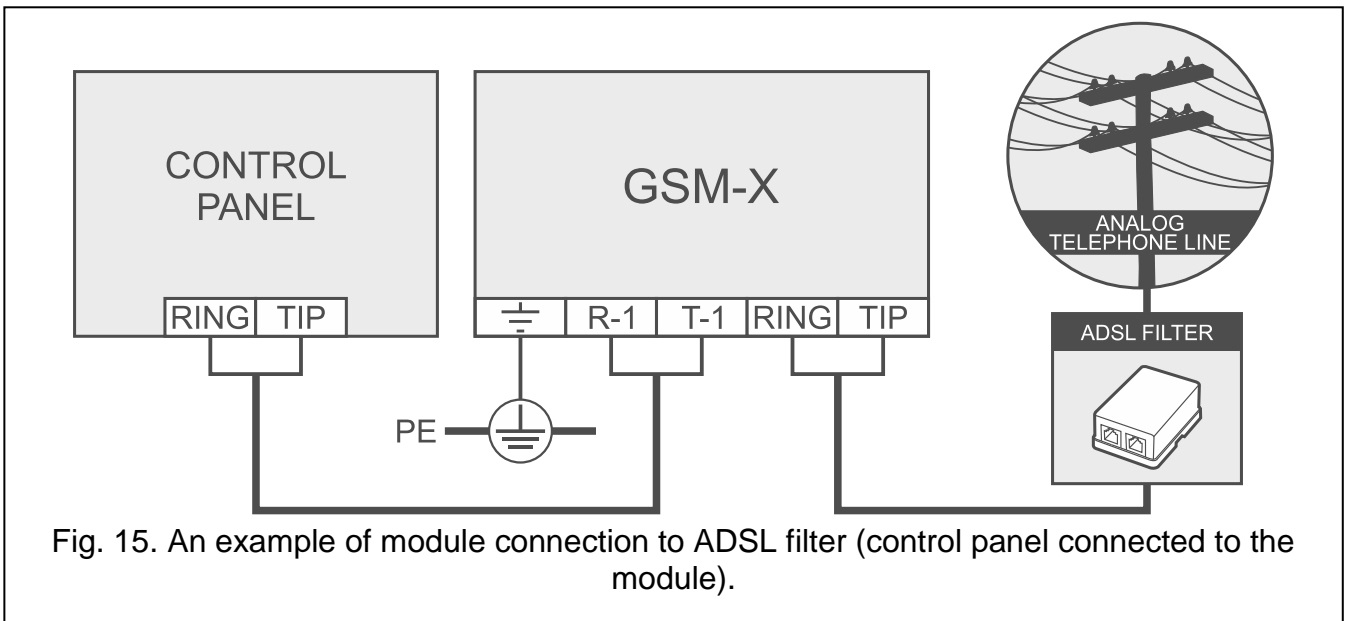 CONTROL
PANEL
RING TIP
GSM-X
R-1 T-1 RING TIP
PE
ANALOG
TELEPHONE LINE
ADSL FILTER
Fig. 15. An example of module connection to ADSL filter (control panel connected to the
module).